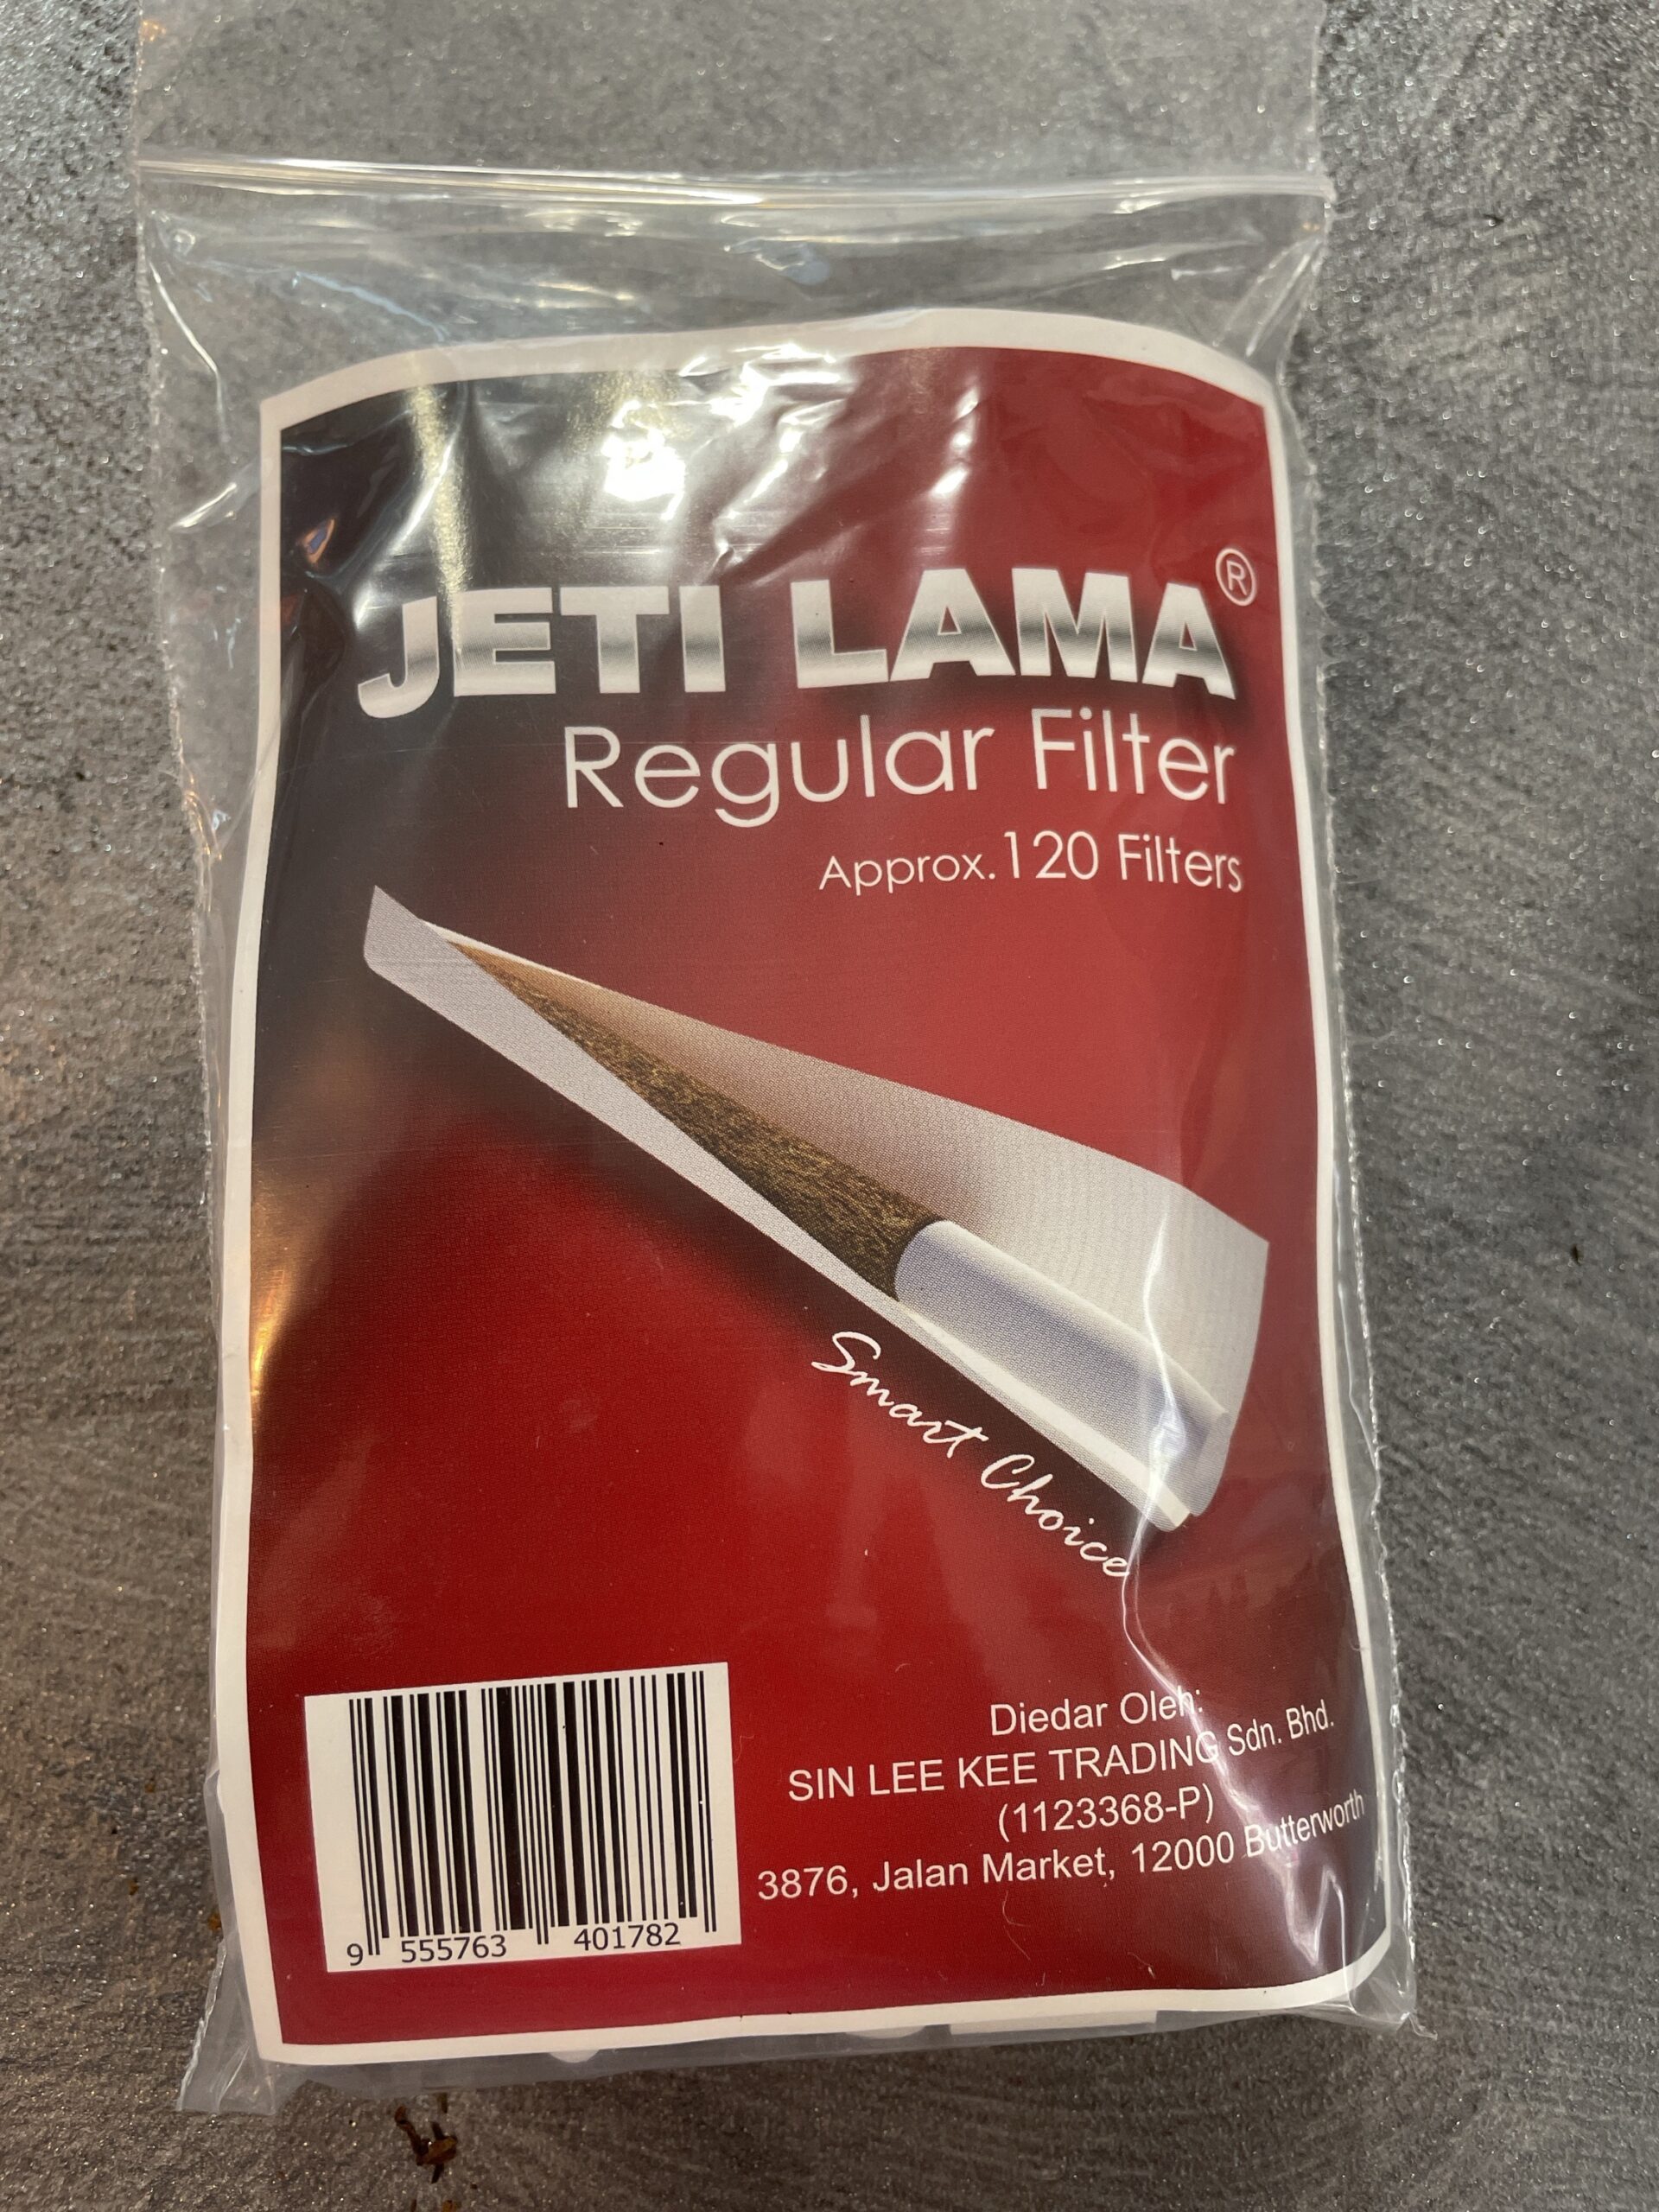 JETI LAMA®
Regular Filter
Approx.120 Filters
Smart Choice
Diedar Oleh:
SIN LEE KEE TRADING Sdn. Bhd.
(1123368-P)
3876, Jalan Market, 12000 Butterworth
9 555763 401782